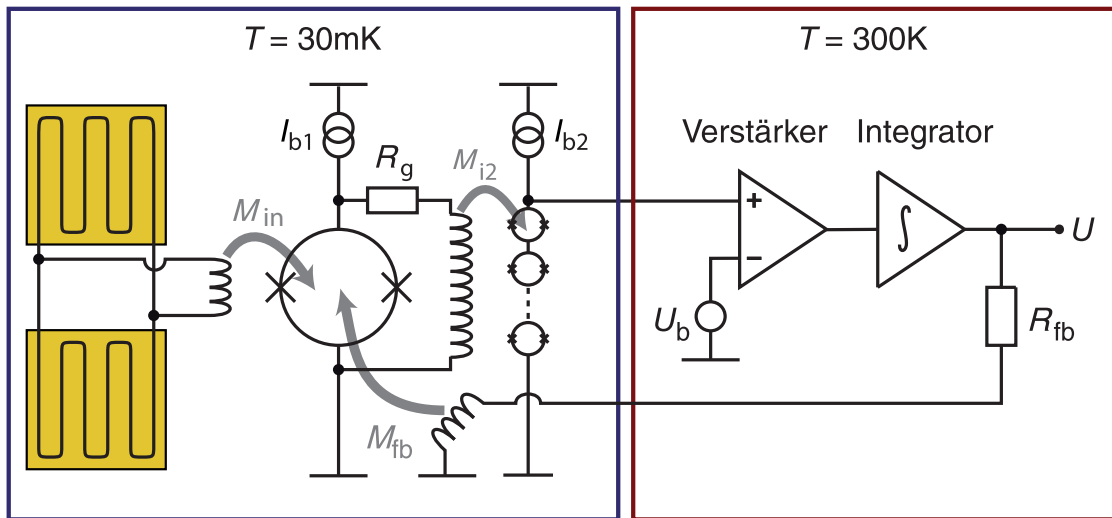 T = 30mK
T = 300K
I_b1
I_b2
Verstärker
Integrator
R_g
M_i2
M_in
+
−
∫
U
U_b
R_fb
M_fb